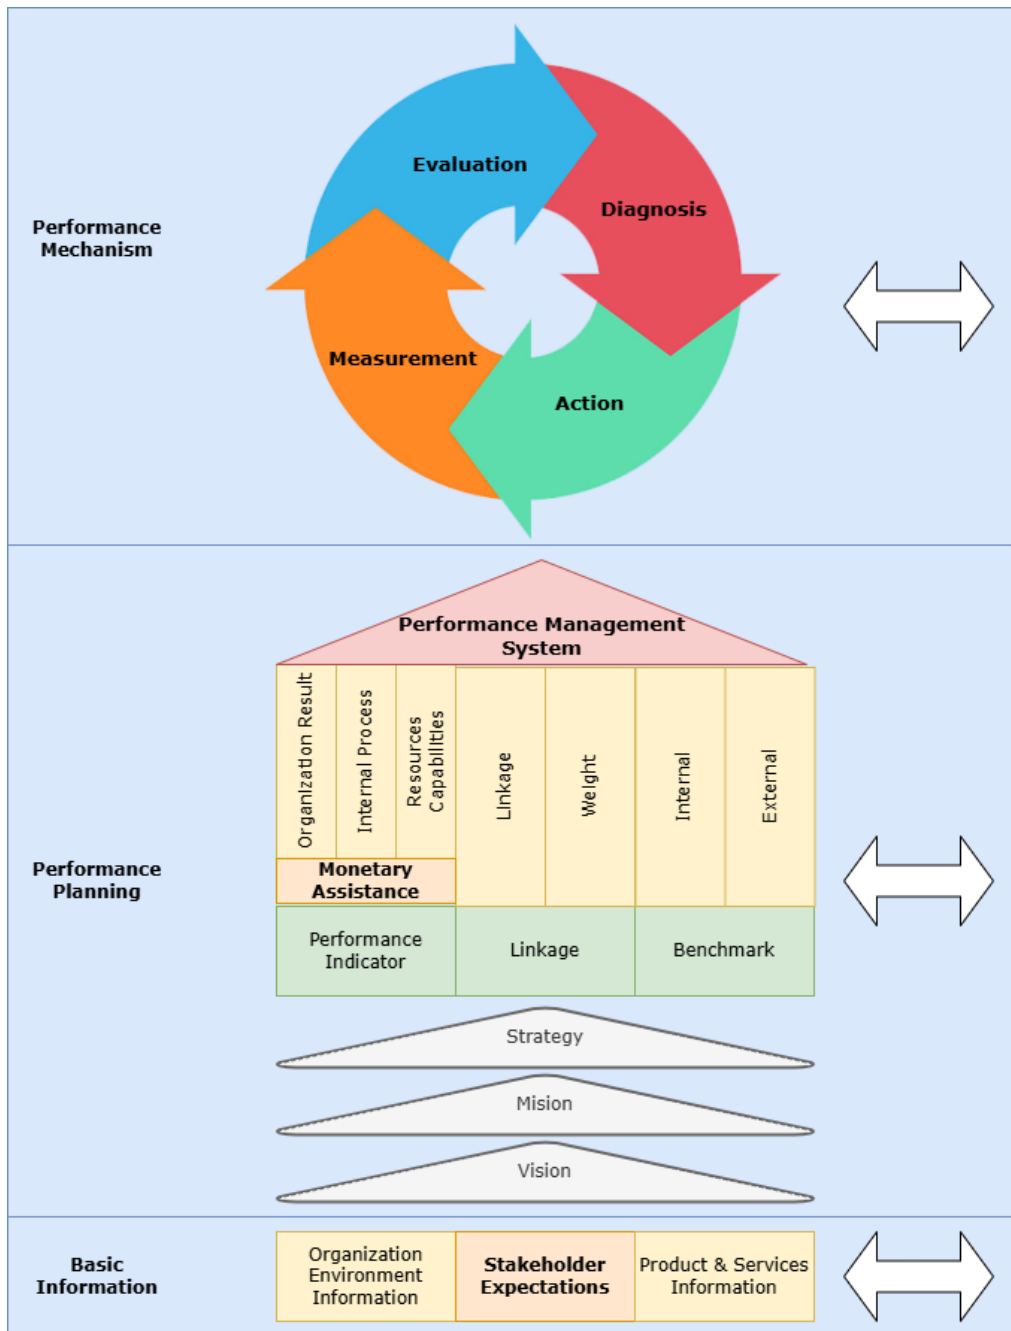 Evaluation
Diagnosis
Performance
Mechanism
Measurement
Action
Performance Management
System
Organization Result
Internal Process
Resources
Capabilities
Linkage
Weight
Internal
External
Performance
Planning
Monetary
Assistance
Performance
Indicator
Linkage
Benchmark
Strategy
Mision
Vision
Basic
Information
Organization
Environment
Information
Stakeholder
Expectations
Product & Services
Information